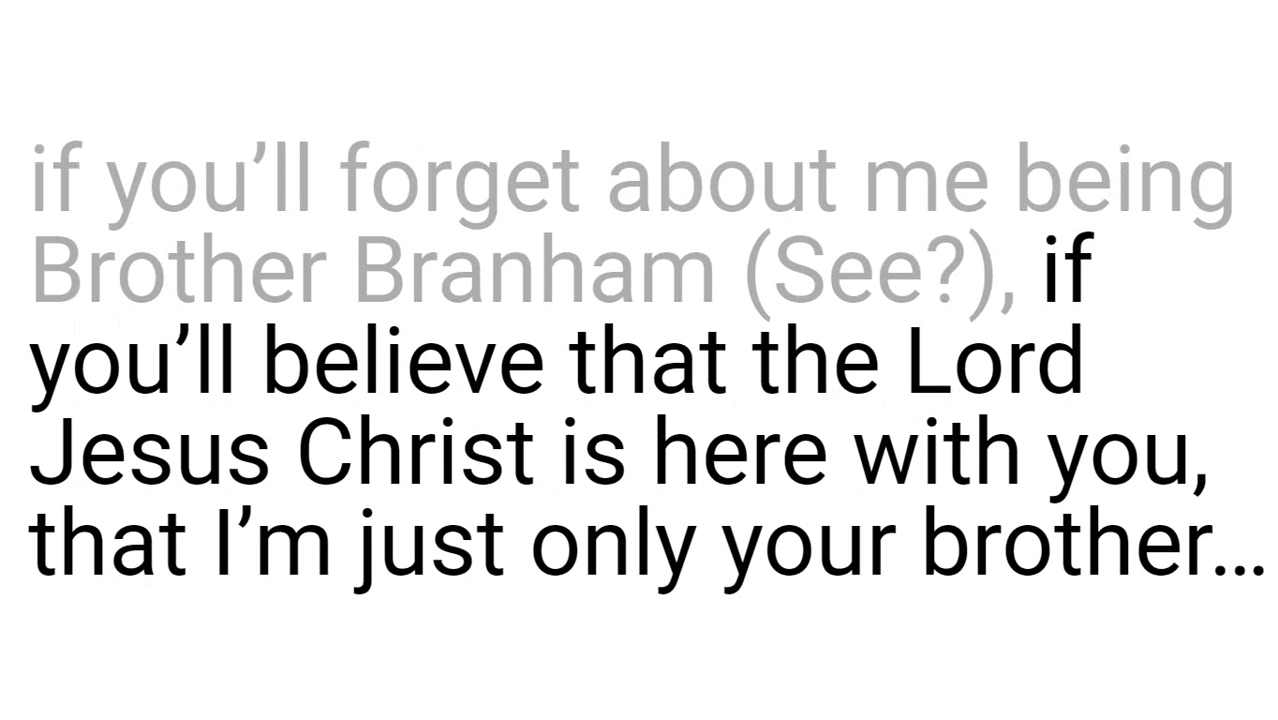 if you’ll forget about me being
Brother Branham (See?), if
you’ll believe that the Lord
Jesus Christ is here with you,
that I’m just only your brother…